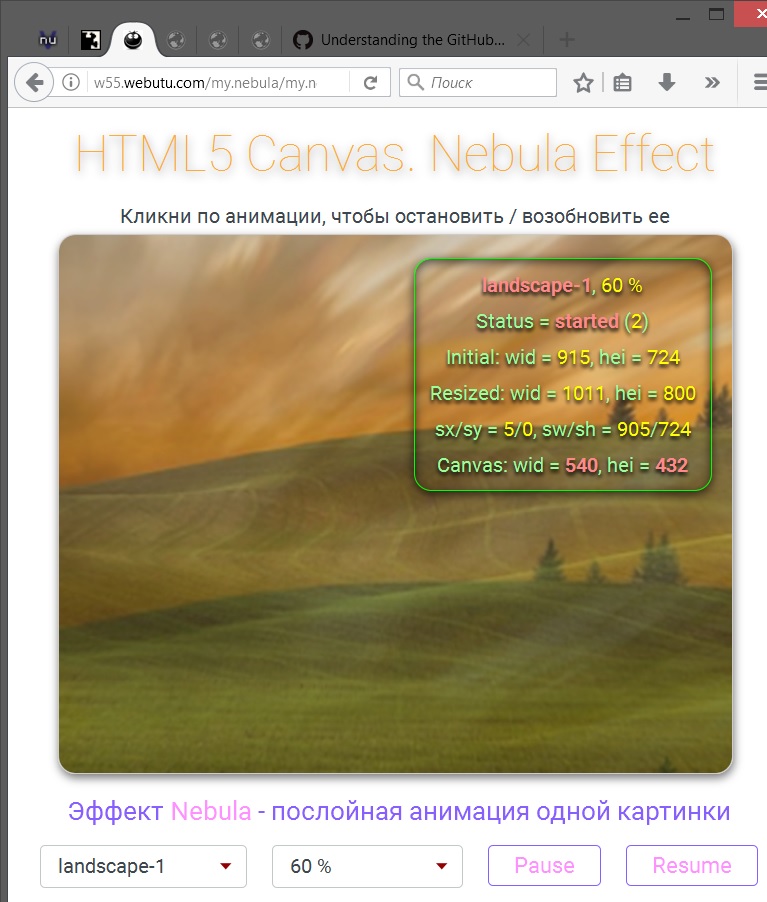 nu
Understanding the GitHub...
w55.webutu.com/my.nebula/my.n
Поиск
HTML5 Canvas. Nebula Effect
Кликни по анимации, чтобы остановить / возобновить ее
landscape-1, 60 %
Status = started (2)
Initial: wid = 915, hei = 724
Resized: wid = 1011, hei = 800
sx/sy = 5/0, sw/sh = 905/724
Canvas: wid = 540, hei = 432
Эффект Nebula - послойная анимация одной картинки
landscape-1 60 % Pause Resume